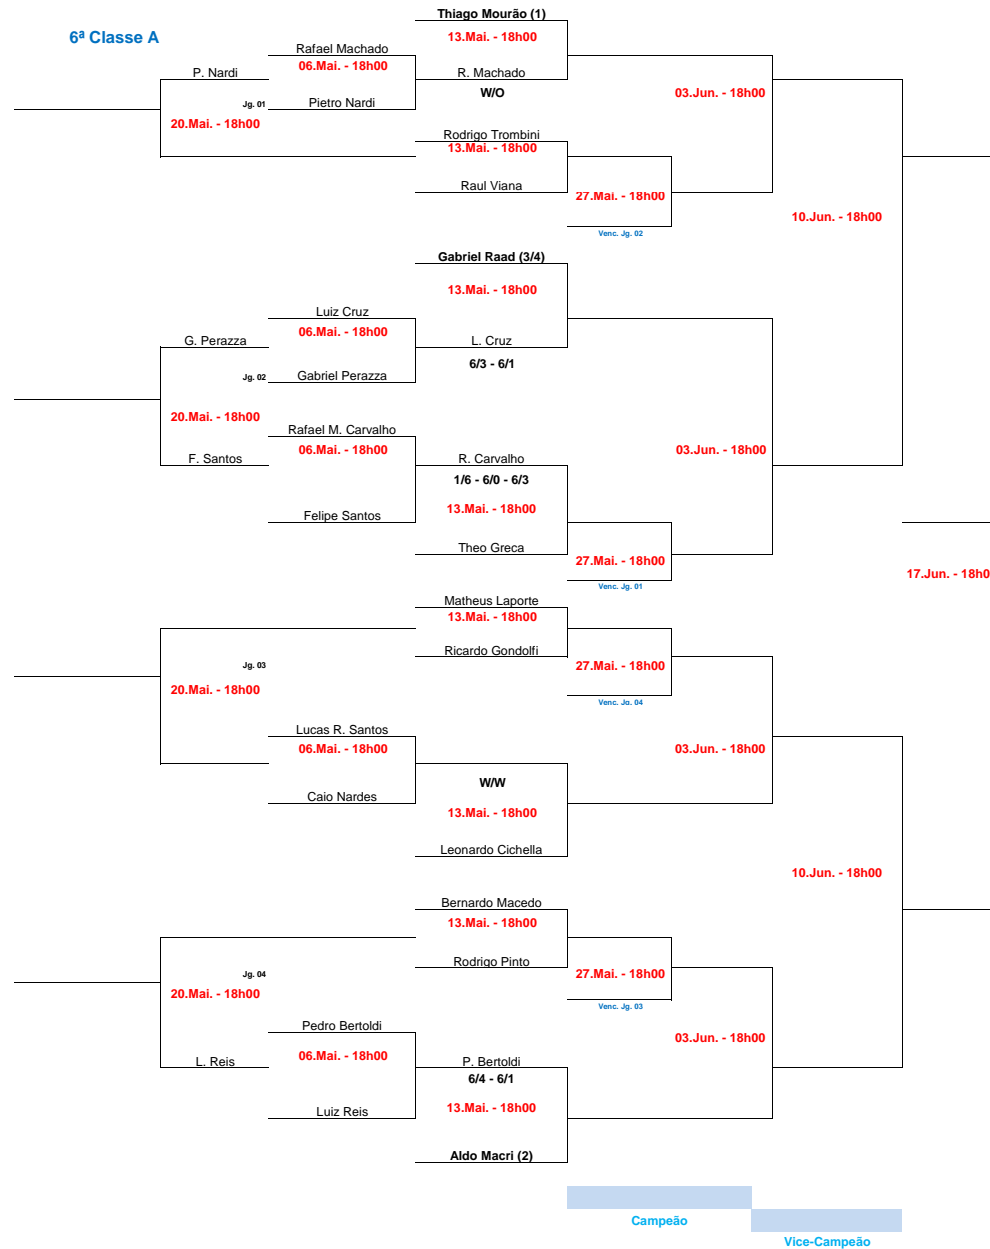 Thiago Mourão (1)
6ª Classe A
13.Mai. - 18h00
Rafael Machado
06.Mai. - 18h00
P. Nardi
R. Machado
03.Jun. - 18h00
W/O
Jg. 01
Pietro Nardi
20.Mai. - 18h00
Rodrigo Trombini
13.Mai. - 18h00
Raul Viana
27.Mai. - 18h00
10.Jun. - 18h00
Venc. Jg. 02
Gabriel Raad (3/4)
13.Mai. - 18h00
Luiz Cruz
06.Mai. - 18h00
G. Perazza
L. Cruz
6/3 - 6/1
Jg. 02
Gabriel Perazza
20.Mai. - 18h00
Rafael M. Carvalho
06.Mai. - 18h00
03.Jun. - 18h00
F. Santos
R. Carvalho
1/6 - 6/0 - 6/3
13.Mai. - 18h00
Felipe Santos
Theo Greca
27.Mai. - 18h00
17.Jun. - 18h0
Venc. Jg. 01
Matheus Laporte
13.Mai. - 18h00
Ricardo Gondolfi
Jg. 03
27.Mai. - 18h00
20.Mai. - 18h00
Venc. Jg. 04
Lucas R. Santos
06.Mai. - 18h00
03.Jun. - 18h00
W/W
Caio Nardes
13.Mai. - 18h00
Leonardo Cichella
10.Jun. - 18h00
Bernardo Macedo
13.Mai. - 18h00
Rodrigo Pinto
Jg. 04
27.Mai. - 18h00
20.Mai. - 18h00
Venc. Jg. 03
Pedro Bertoldi
03.Jun. - 18h00
06.Mai. - 18h00
L. Reis
P. Bertoldi
6/4 - 6/1
13.Mai. - 18h00
Luiz Reis
Aldo Macri (2)
Campeão
Vice-Campeão